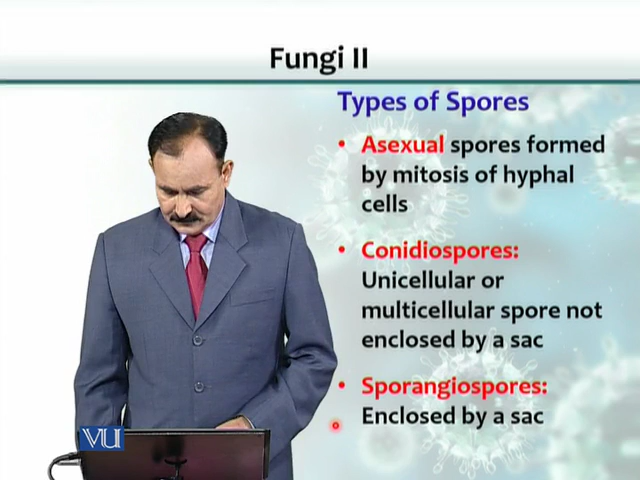 Fungi II
Types of Spores
• Asexual spores formed
by mitosis of hyphal
cells
• Conidiospores:
Unicellular or
multicellular spore not
enclosed by a sac
• Sporangiospores:
Enclosed by a sac
VU